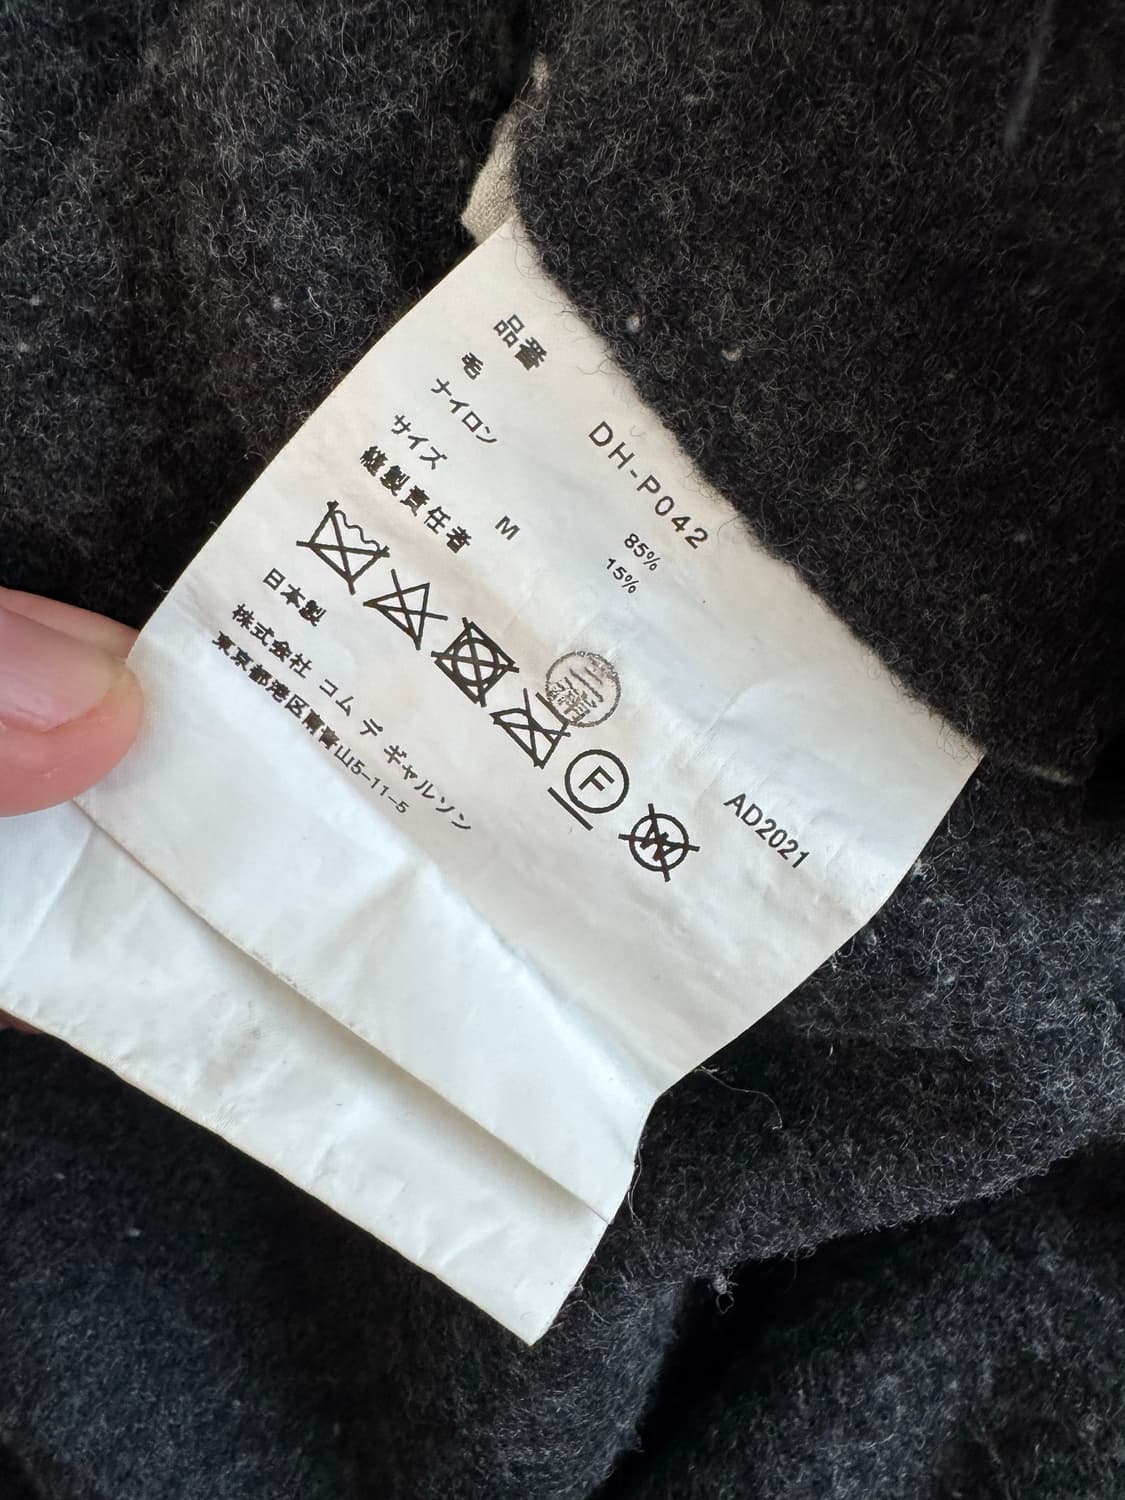 品番 DH-P042
毛 85%
ナイロン 15%
サイズ M
縫製責任者 三浦
F
W
日本製 AD2021
株式会社 コム デ ギャルソン
東京都港区南青山5-11-5